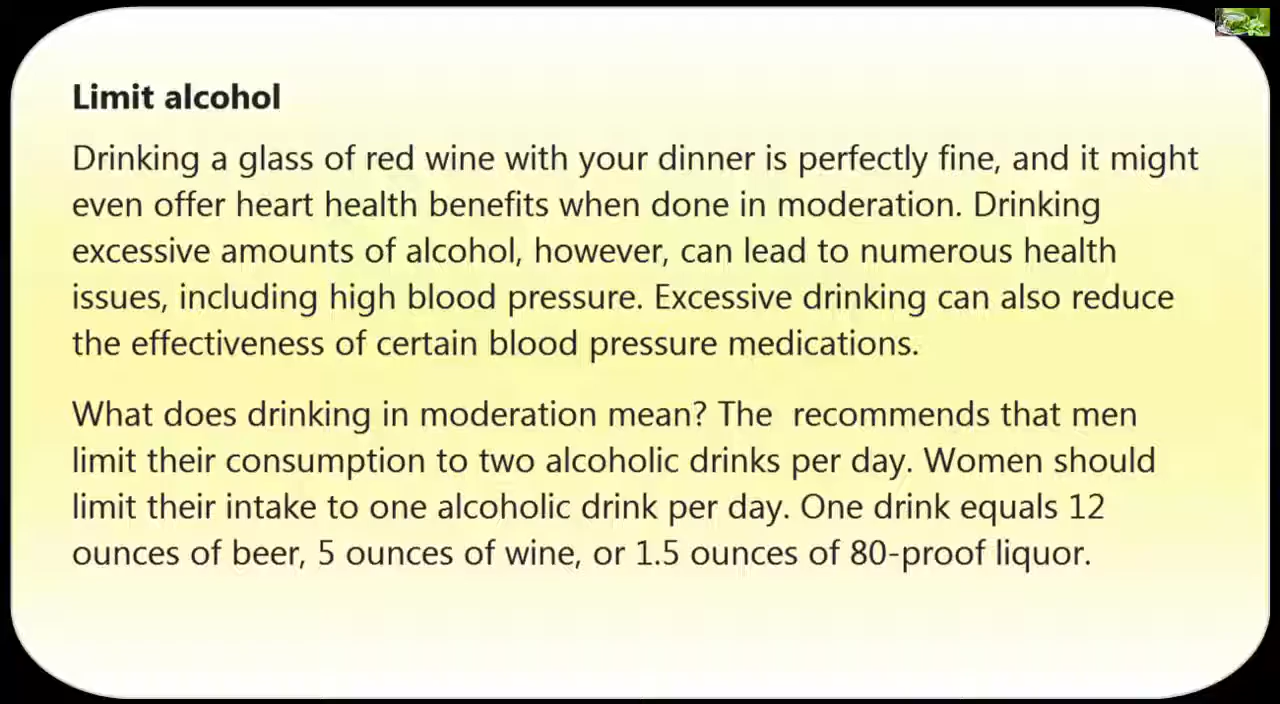 Limit alcohol
Drinking a glass of red wine with your dinner is perfectly fine, and it might
even offer heart health benefits when done in moderation. Drinking
excessive amounts of alcohol, however, can lead to numerous health
issues, including high blood pressure. Excessive drinking can also reduce
the effectiveness of certain blood pressure medications.
What does drinking in moderation mean? The  recommends that men
limit their consumption to two alcoholic drinks per day. Women should
limit their intake to one alcoholic drink per day. One drink equals 12
ounces of beer, 5 ounces of wine, or 1.5 ounces of 80-proof liquor.